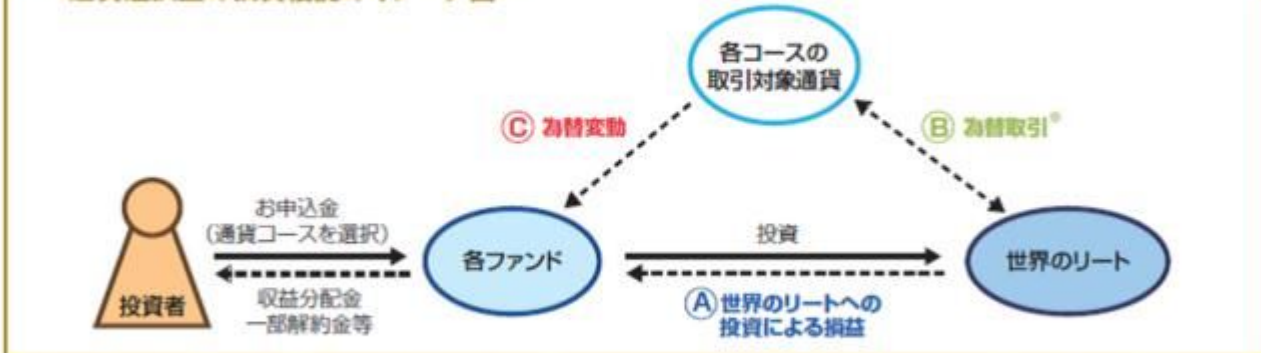 各コースの
取引対象通貨
Ⓒ 為替変動
Ⓑ 為替取引※
お申込金
(通貨コースを選択)
各ファンド
投資
世界のリート
投資者
収益分配金
一部解約金等
Ⓐ 世界のリートへの
投資による損益